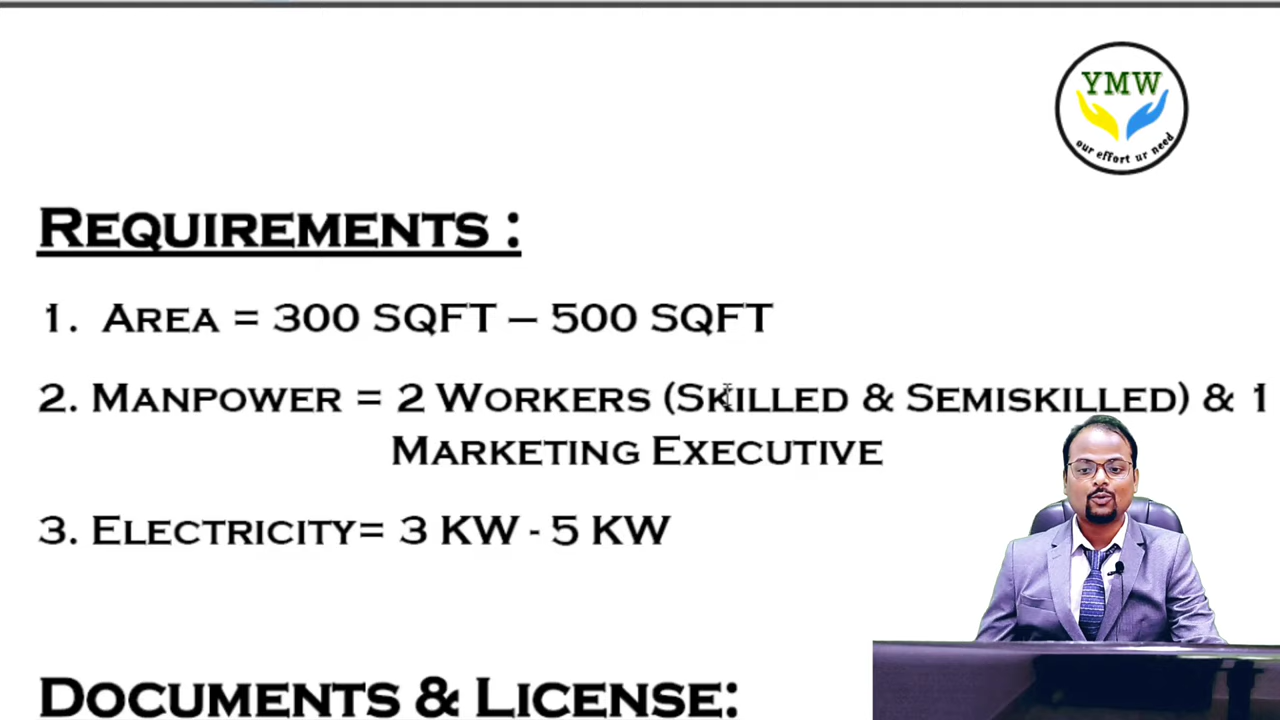 YMW
our effort ur need
Requirements :
1. Area = 300 SQFT – 500 SQFT
2. Manpower = 2 Workers (Skilled & Semiskilled) & 1
Marketing Executive
3. Electricity= 3 KW - 5 KW
Documents & License: